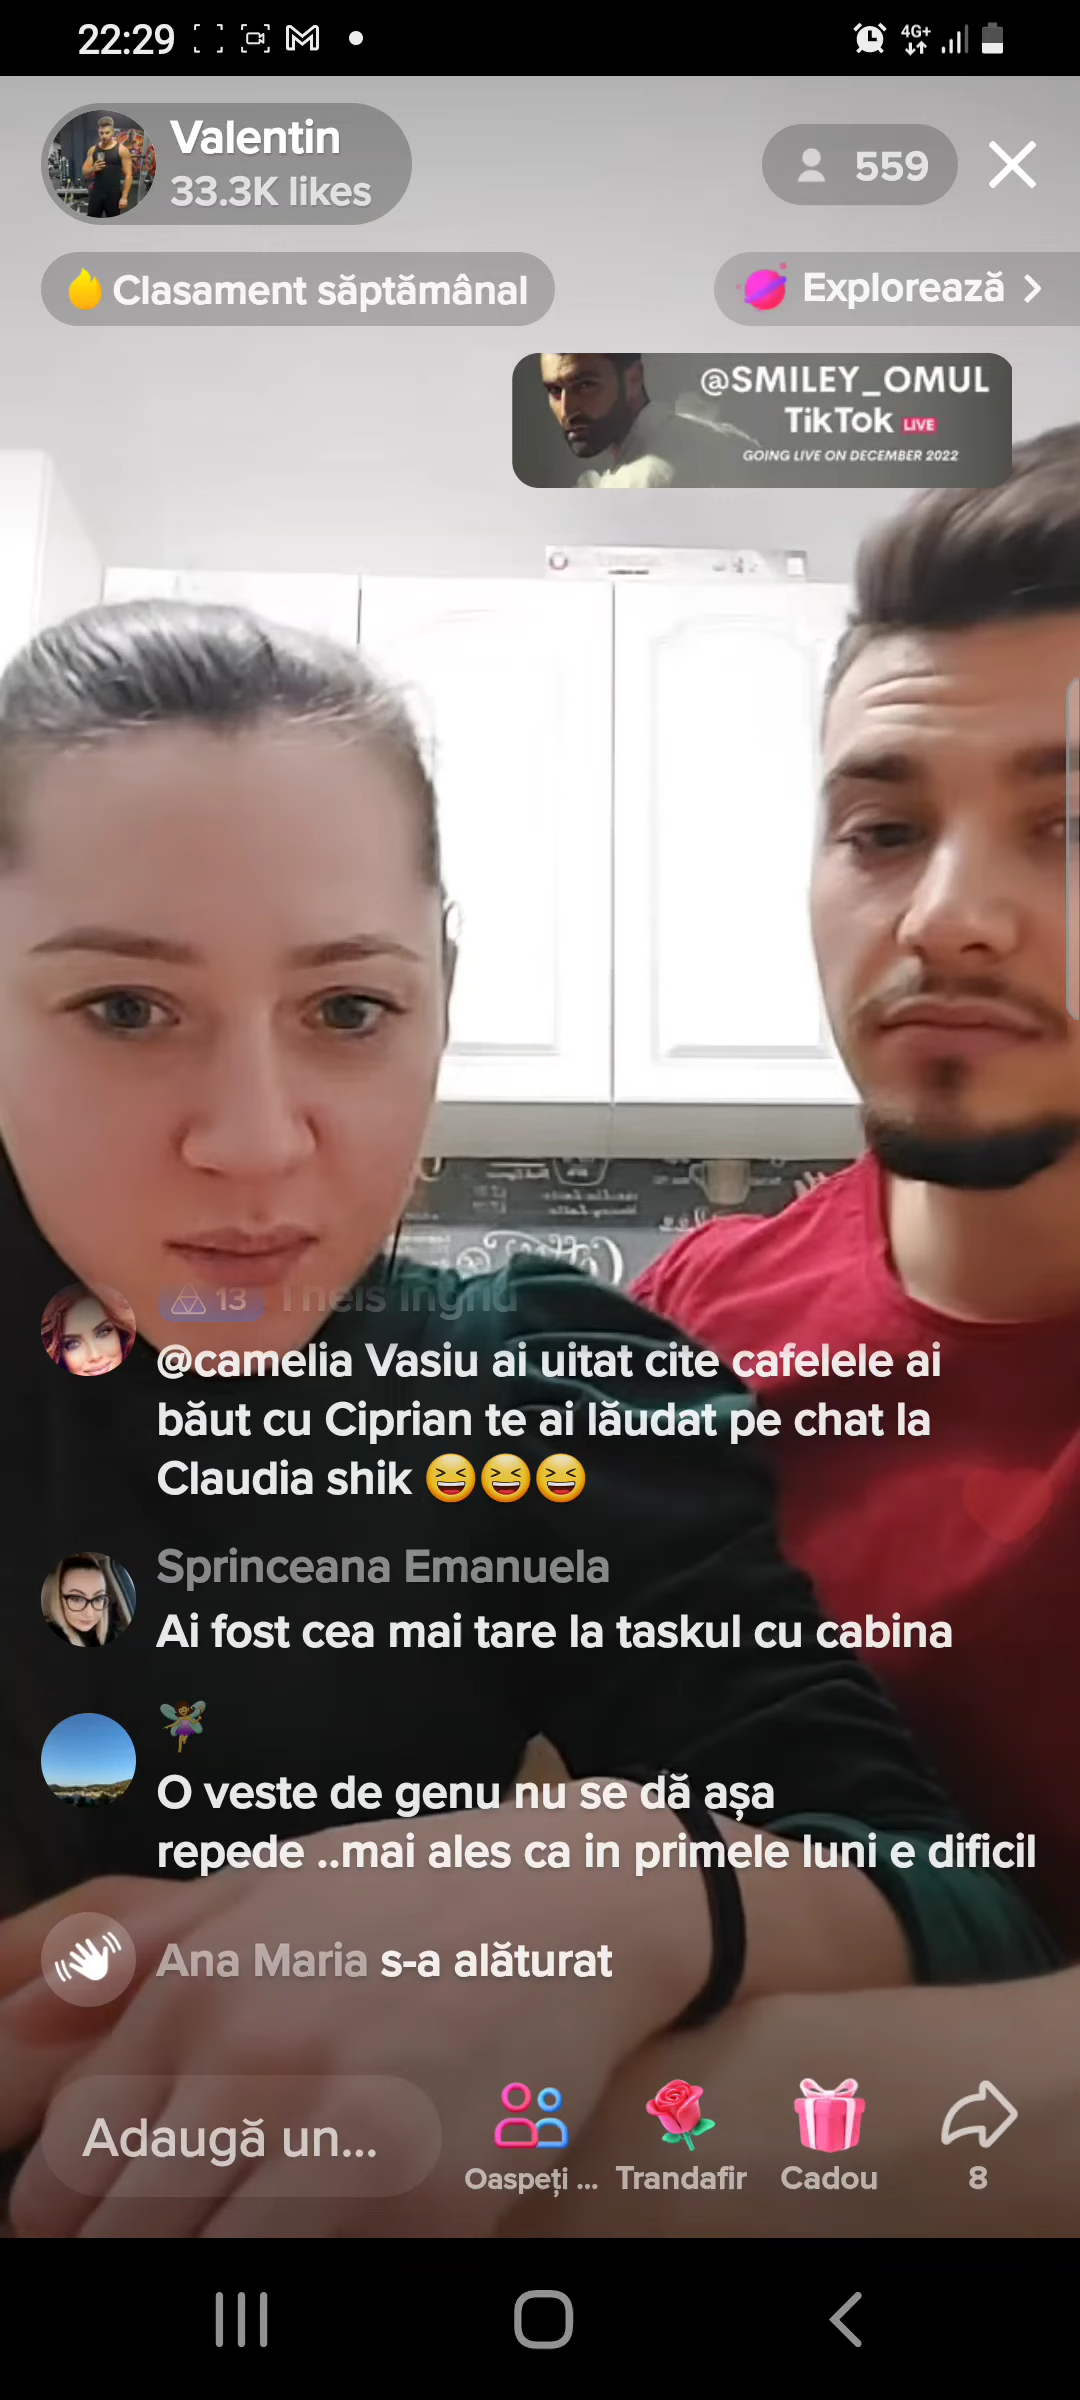 22:29
4G+
Valentin
33.3K likes
559
Clasament săptămânal
Explorează
@SMILEY_OMUL
TikTok LIVE
GOING LIVE ON DECEMBER 2022
13 Theis Ingrid
@camelia Vasiu ai uitat cite cafelele ai
băut cu Ciprian te ai lăudat pe chat la
Claudia shik 😆😆😆
Sprinceana Emanuela
Ai fost cea mai tare la taskul cu cabina
O veste de genu nu se dă așa
repede ..mai ales ca in primele luni e dificil
Ana Maria s-a alăturat
Adaugă un...
Oaspeți ...
Trandafir
Cadou
8